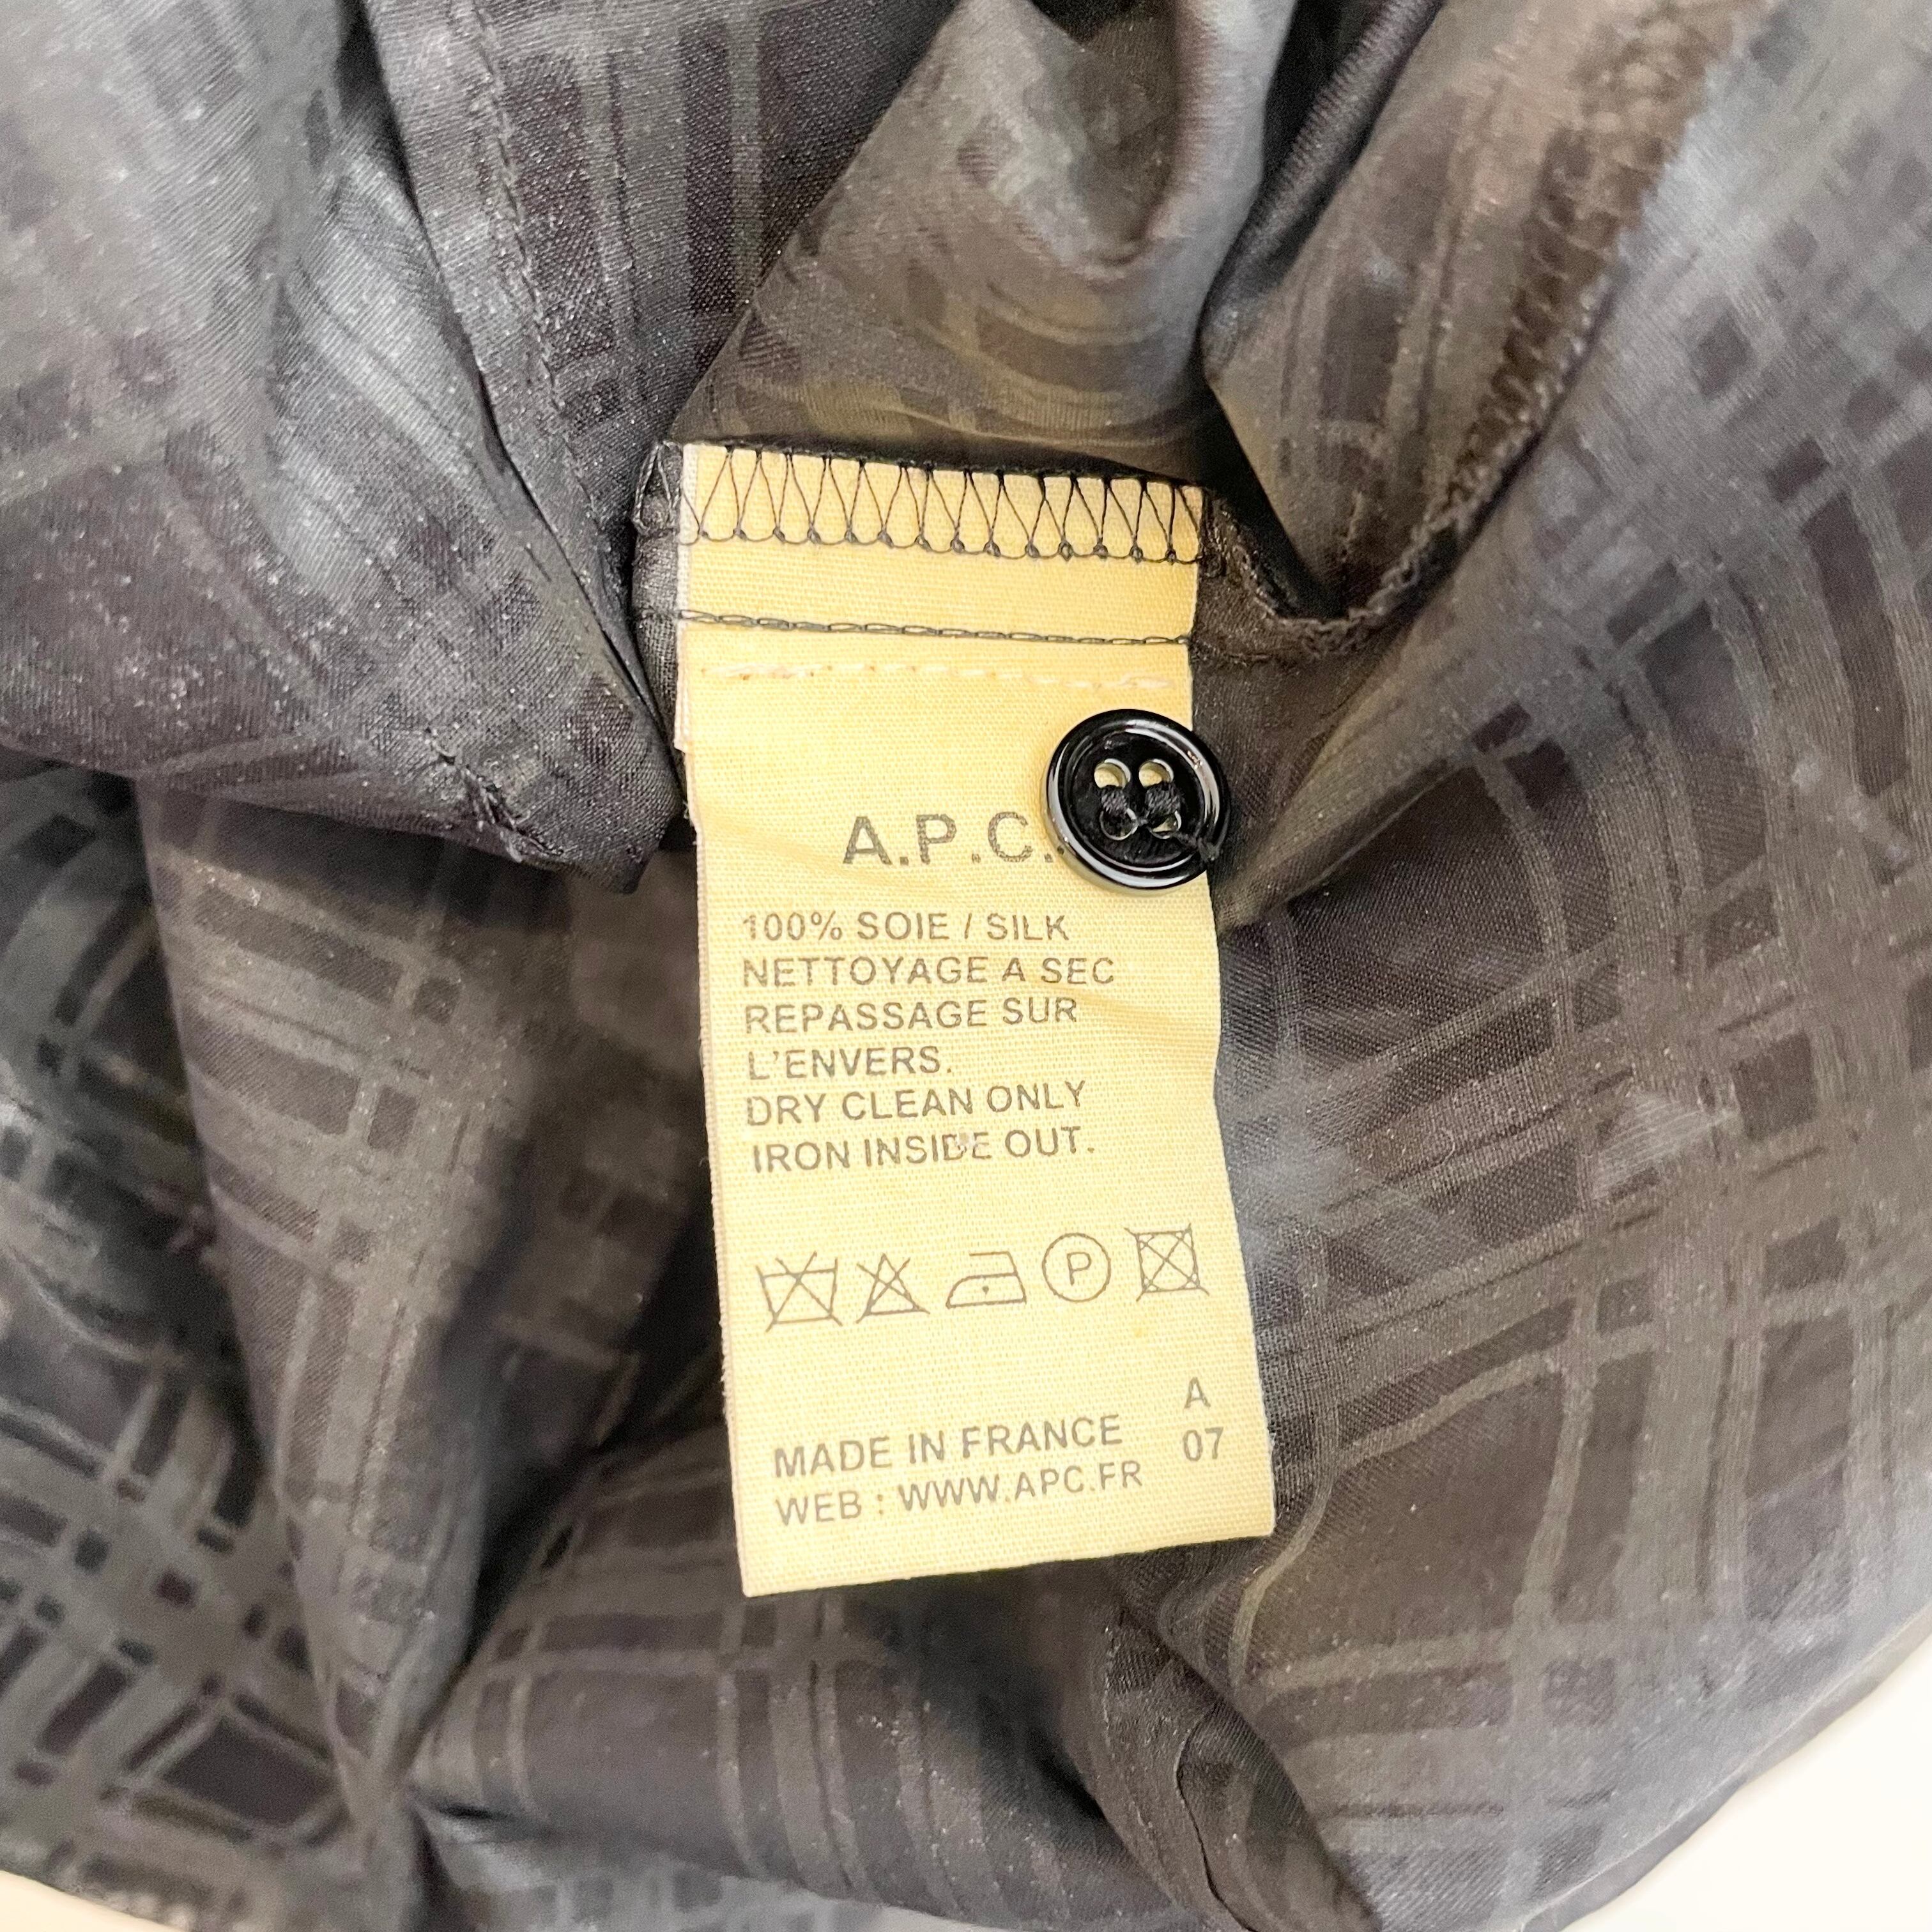 A.P.C.
100% SOIE / SILK
NETTOYAGE A SEC
REPASSAGE SUR
L'ENVERS.
DRY CLEAN ONLY
IRON INSIDE OUT.
P
MADE IN FRANCE
WEB : WWW.APC.FR
A
07